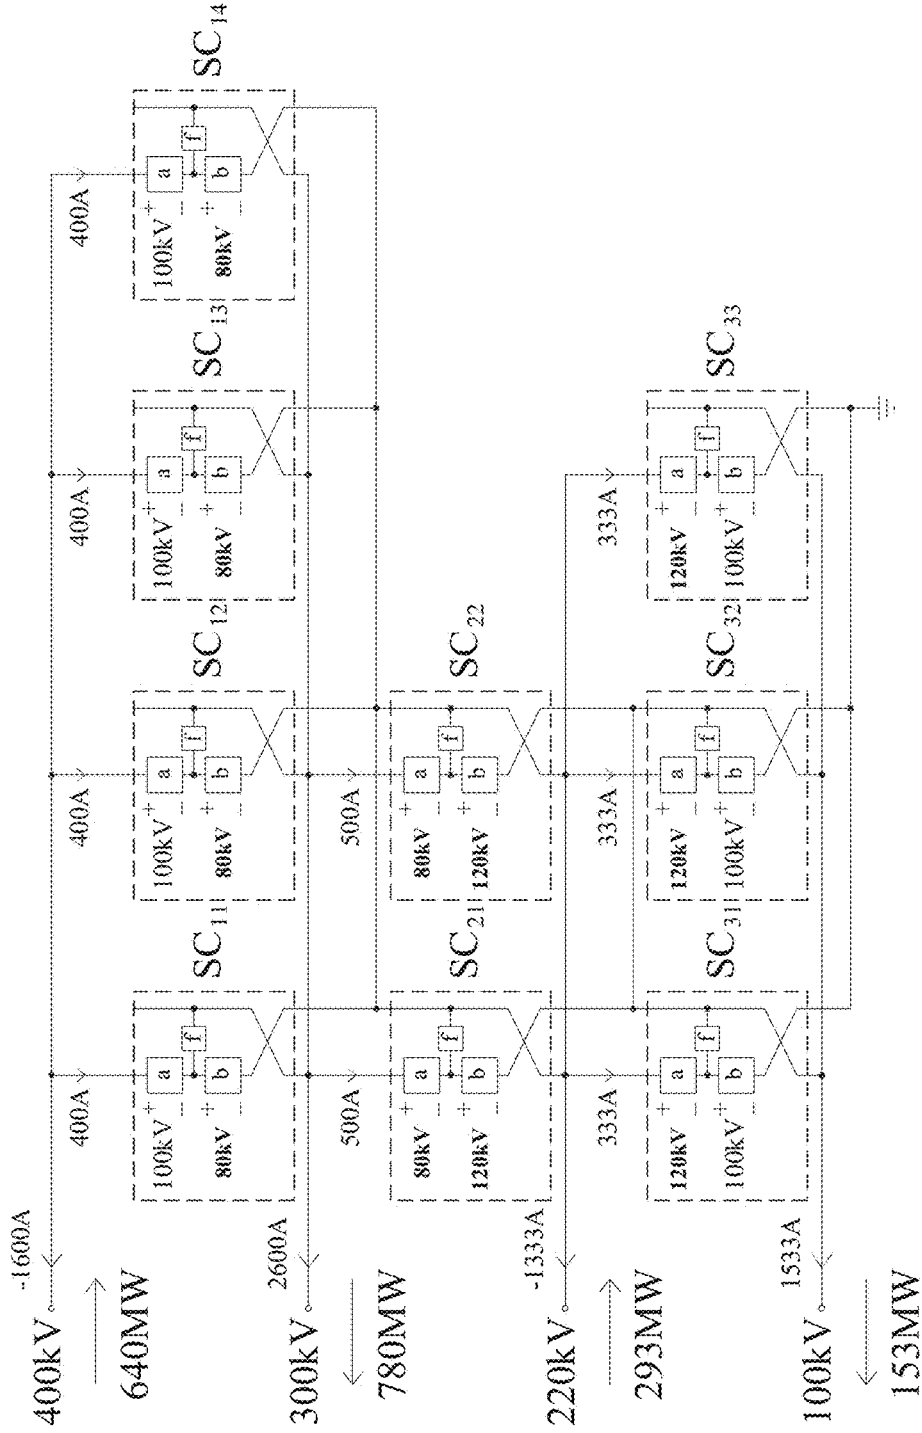 -1600A
400kV
400A 400A 400A 400A
640MW
100kV + a − 100kV + a − 100kV + a − 100kV + a −
f f f f
80kV + b − 80kV + b − 80kV + b − 80kV + b −
SC11 SC12 SC13 SC14
2600A
300kV
500A 500A
780MW
80kV + a − 80kV + a −
f f
120kV + b − 120kV + b −
SC21 SC22
-1333A
220kV
333A 333A 333A
293MW
120kV + a − 120kV + a − 120kV + a −
f f f
100kV + b − 100kV + b − 100kV + b −
SC31 SC32 SC33
1533A
100kV
153MW